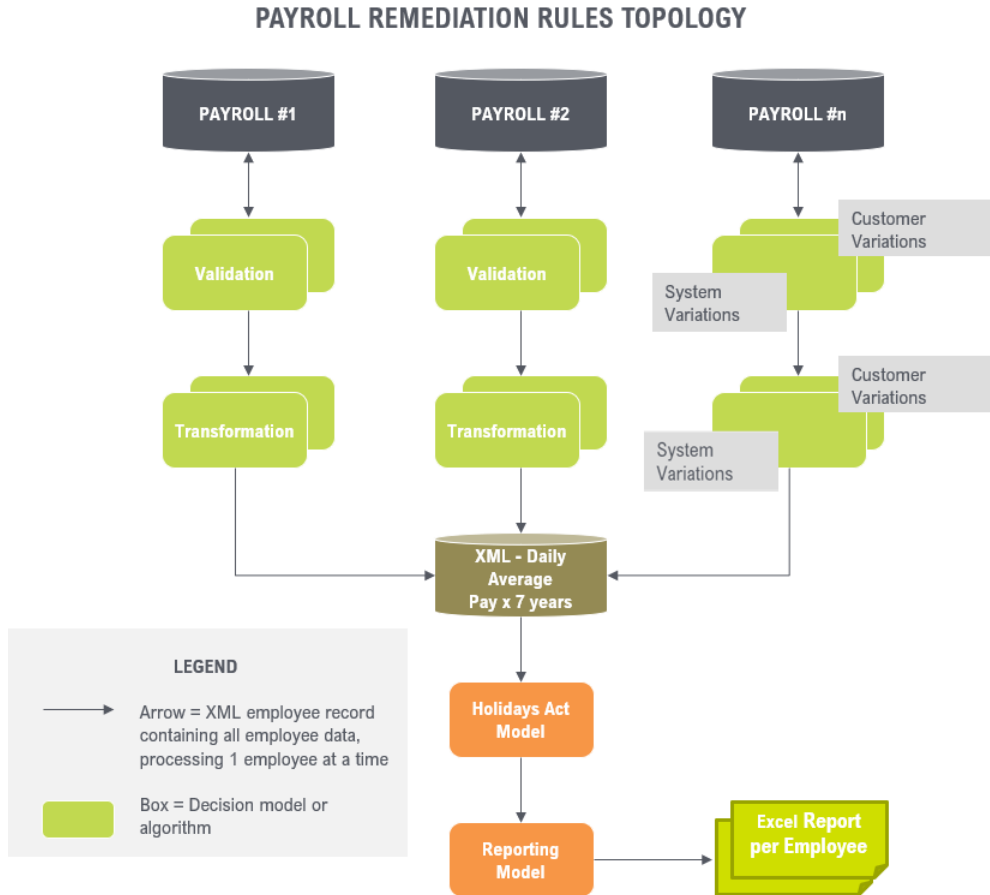 PAYROLL REMEDIATION RULES TOPOLOGY
PAYROLL #1
PAYROLL #2
PAYROLL #n
Validation
Validation
Customer
Variations
System
Variations
Transformation
Transformation
Customer
Variations
System
Variations
XML - Daily
Average
Pay x 7 years
LEGEND
Arrow = XML employee record
containing all employee data,
processing 1 employee at a time
Box = Decision model or
algorithm
Holidays Act
Model
Reporting
Model
Excel Report
per Employee